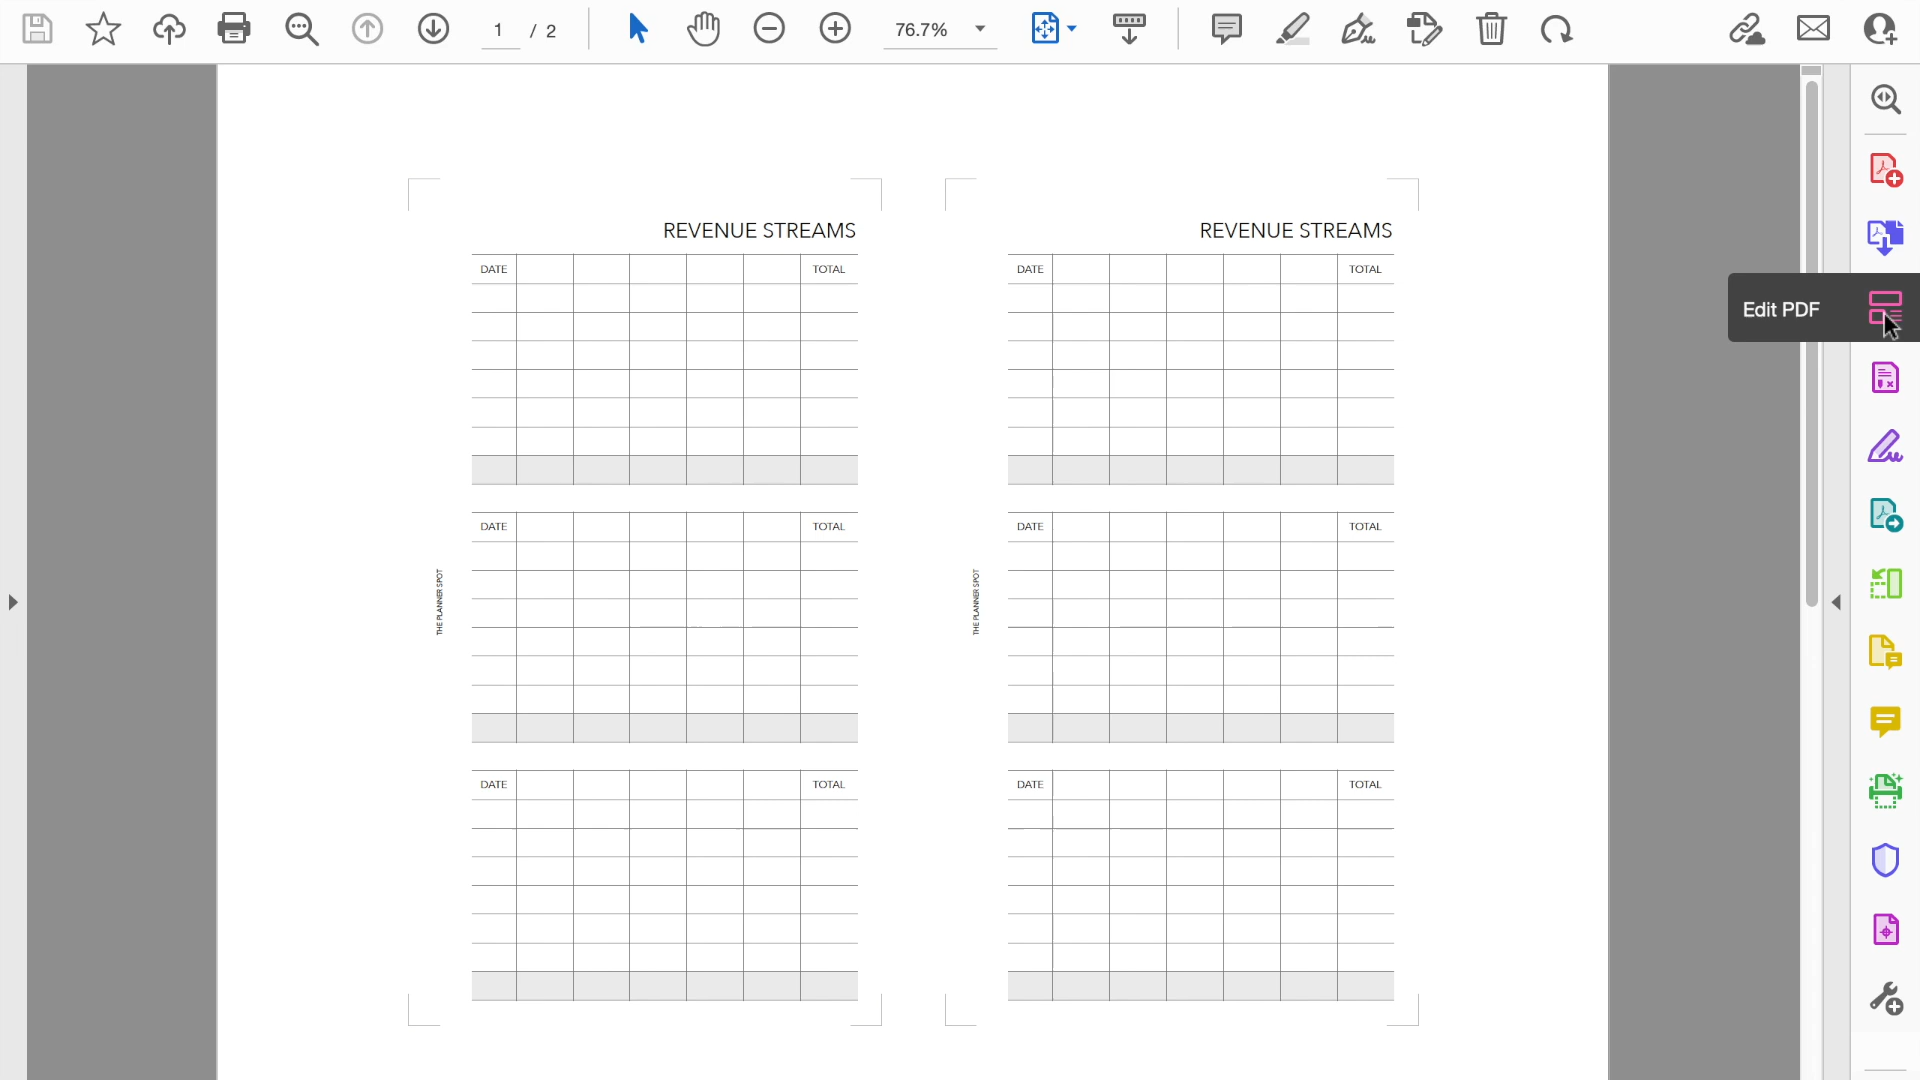 1 / 2 76.7%
REVENUE STREAMS REVENUE STREAMS
DATE TOTAL DATE TOTAL
Edit PDF
DATE TOTAL DATE TOTAL
THE PLANNER SPOT THE PLANNER SPOT
DATE TOTAL DATE TOTAL